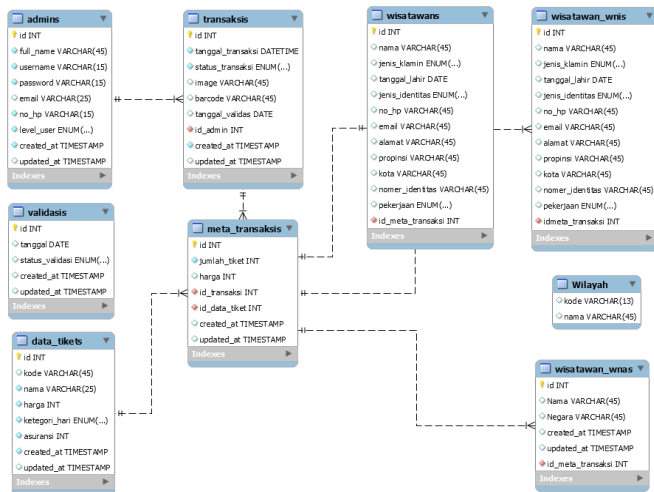 admins
id INT
full_name VARCHAR(45)
username VARCHAR(15)
password VARCHAR(15)
email VARCHAR(25)
no_hp VARCHAR(15)
level_user ENUM(...)
created_at TIMESTAMP
updated_at TIMESTAMP
Indexes
transaksis
id INT
tanggal_transaksi DATETIME
status_transaksi ENUM(...)
image VARCHAR(45)
barcode VARCHAR(45)
tanggal_validas DATE
id_admin INT
created_at TIMESTAMP
updated_at TIMESTAMP
Indexes
wisatawans
id INT
nama VARCHAR(45)
jenis_klamin ENUM(...)
tanggal_lahir DATE
jenis_identitas ENUM(...)
no_hp VARCHAR(45)
email VARCHAR(45)
alamat VARCHAR(45)
propinsi VARCHAR(45)
kota VARCHAR(45)
nomer_identitas VARCHAR(45)
pekerjaan ENUM(...)
id_meta_transaksi INT
Indexes
wisatawan_wnis
id INT
nama VARCHAR(45)
jenis_klamin ENUM(...)
tanggal_lahir DATE
jenis_identitas ENUM(...)
no_hp VARCHAR(45)
email VARCHAR(45)
alamat VARCHAR(45)
propinsi VARCHAR(45)
kota VARCHAR(45)
nomer_identitas VARCHAR(45)
pekerjaan ENUM(...)
idmeta_transaksi INT
Indexes
validasis
id INT
tanggal DATE
status_validasi ENUM(...)
created_at TIMESTAMP
updated_at TIMESTAMP
Indexes
meta_transaksis
id INT
jumlah_tiket INT
harga INT
id_transaksi INT
id_data_tiket INT
created_at TIMESTAMP
updated_at TIMESTAMP
Indexes
Wilayah
kode VARCHAR(13)
nama VARCHAR(45)
data_tikets
id INT
kode VARCHAR(45)
nama VARCHAR(25)
harga INT
ketegori_hari ENUM(...)
asuransi INT
created_at TIMESTAMP
updated_at TIMESTAMP
Indexes
wisatawan_wnas
id INT
Nama VARCHAR(45)
Negara VARCHAR(45)
created_at TIMESTAMP
updated_at TIMESTAMP
id_meta_transaksi INT
Indexes